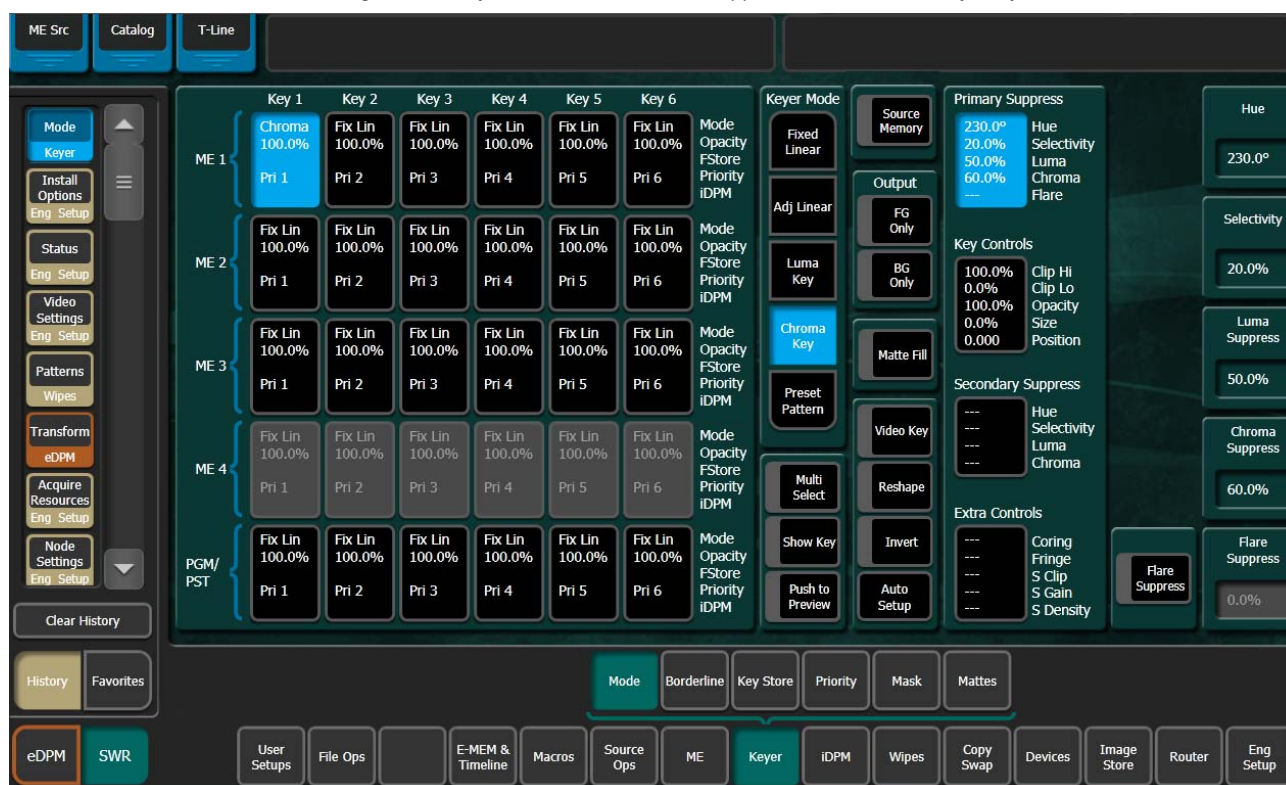 ME Src
Catalog
T-Line
Mode
Keyer
Install
Options
Eng Setup
Status
Eng Setup
Video
Settings
Eng Setup
Patterns
Wipes
Transform
eDPM
Acquire
Resources
Eng Setup
Node
Settings
Eng Setup
Clear History
History
Favorites
eDPM
SWR
Key 1 Key 2 Key 3 Key 4 Key 5 Key 6
ME 1
Chroma Fix Lin Fix Lin Fix Lin Fix Lin Fix Lin Mode
100.0% 100.0% 100.0% 100.0% 100.0% 100.0% Opacity
FStore
Pri 1 Pri 2 Pri 3 Pri 4 Pri 5 Pri 6 Priority
iDPM
ME 2
Fix Lin Fix Lin Fix Lin Fix Lin Fix Lin Fix Lin Mode
100.0% 100.0% 100.0% 100.0% 100.0% 100.0% Opacity
FStore
Pri 1 Pri 2 Pri 3 Pri 4 Pri 5 Pri 6 Priority
iDPM
ME 3
Fix Lin Fix Lin Fix Lin Fix Lin Fix Lin Fix Lin Mode
100.0% 100.0% 100.0% 100.0% 100.0% 100.0% Opacity
FStore
Pri 1 Pri 2 Pri 3 Pri 4 Pri 5 Pri 6 Priority
iDPM
ME 4
Fix Lin Fix Lin Fix Lin Fix Lin Fix Lin Fix Lin Mode
100.0% 100.0% 100.0% 100.0% 100.0% 100.0% Opacity
FStore
Pri 1 Pri 2 Pri 3 Pri 4 Pri 5 Pri 6 Priority
iDPM
PGM/
PST
Fix Lin Fix Lin Fix Lin Fix Lin Fix Lin Fix Lin Mode
100.0% 100.0% 100.0% 100.0% 100.0% 100.0% Opacity
FStore
Pri 1 Pri 2 Pri 3 Pri 4 Pri 5 Pri 6 Priority
iDPM
Keyer Mode
Fixed
Linear
Adj Linear
Luma
Key
Chroma
Key
Preset
Pattern
Multi
Select
Show Key
Push to
Preview
Source
Memory
Output
FG
Only
BG
Only
Matte Fill
Video Key
Reshape
Invert
Auto
Setup
Primary Suppress
230.0º Hue
20.0% Selectivity
50.0% Luma
60.0% Chroma
--- Flare
Key Controls
100.0% Clip Hi
0.0% Clip Lo
100.0% Opacity
0.0% Size
0.000 Position
Secondary Suppress
--- Hue
--- Selectivity
--- Luma
--- Chroma
Extra Controls
--- Coring
--- Fringe
--- S Clip
--- S Gain
--- S Density
Flare
Suppress
Hue
230.0º
Selectivity
20.0%
Luma
Suppress
50.0%
Chroma
Suppress
60.0%
Flare
Suppress
0.0%
Mode
Borderline
Key Store
Priority
Mask
Mattes
User
Setups
File Ops
E-MEM &
Timeline
Macros
Source
Ops
ME
Keyer
iDPM
Wipes
Copy
Swap
Devices
Image
Store
Router
Eng
Setup